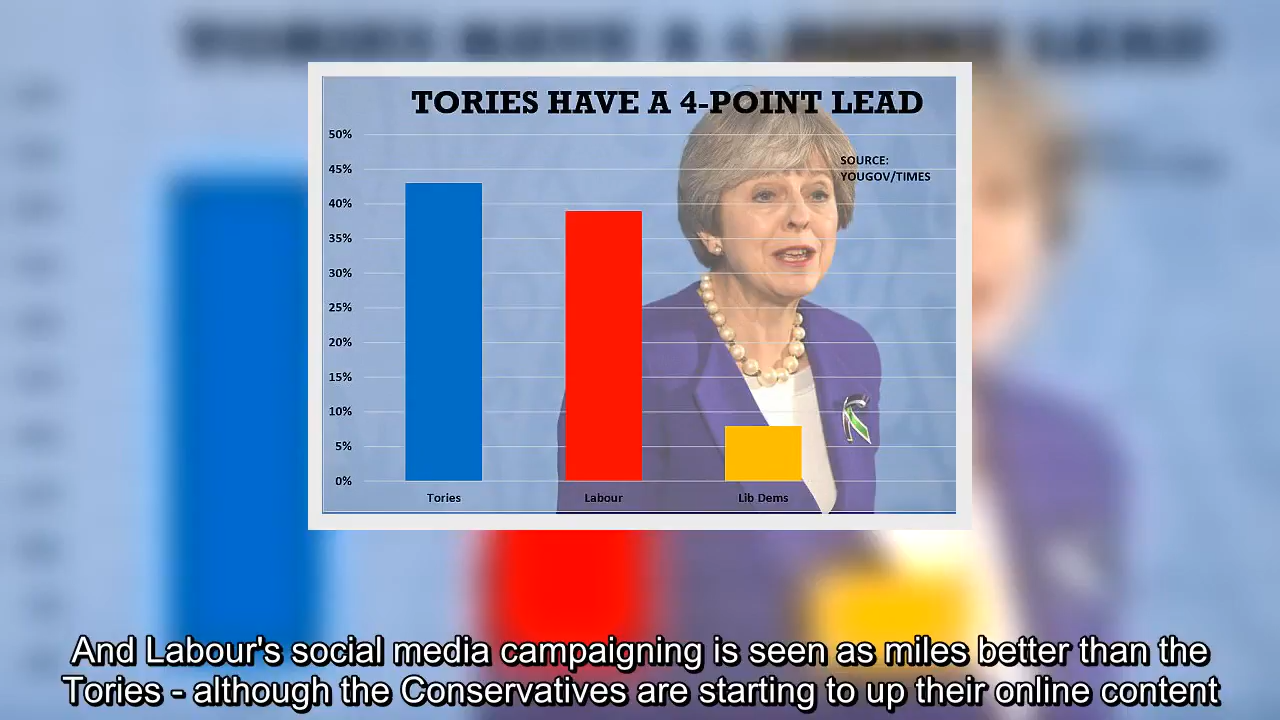 TORIES HAVE A 4-POINT LEAD
SOURCE:
YOUGOV/TIMES
50%
45%
40%
35%
30%
25%
20%
15%
10%
5%
0%
Tories Labour Lib Dems
And Labour's social media campaigning is seen as miles better than the
Tories - although the Conservatives are starting to up their online content